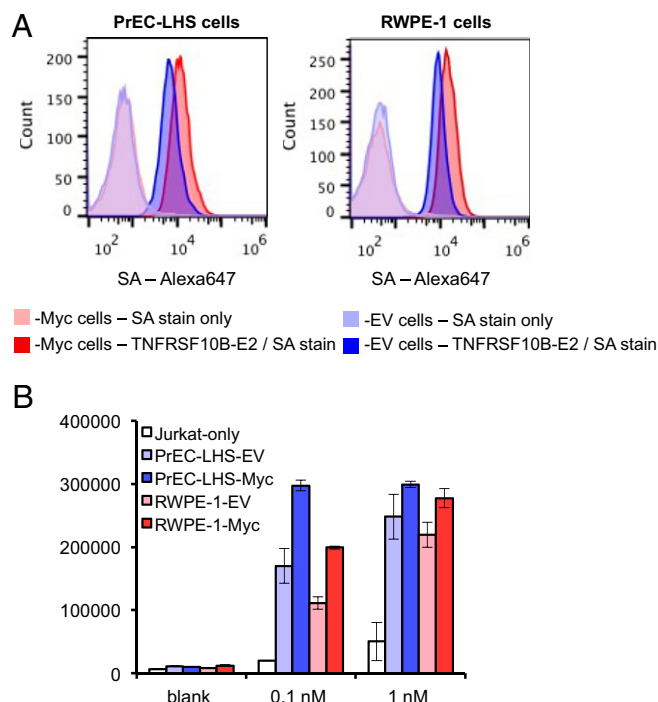 A
PrEC-LHS cells
RWPE-1 cells
Count
200
150
100
50
0
10²
10⁴
10⁶
SA – Alexa647
Count
250
200
150
100
50
0
10²
10⁴
10⁶
SA – Alexa647
-Myc cells – SA stain only
-EV cells – SA stain only
-Myc cells – TNFRSF10B-E2 / SA stain
-EV cells – TNFRSF10B-E2 / SA stain
B
400000
300000
200000
100000
0
Jurkat-only
PrEC-LHS-EV
PrEC-LHS-Myc
RWPE-1-EV
RWPE-1-Myc
blank
0.1 nM
1 nM